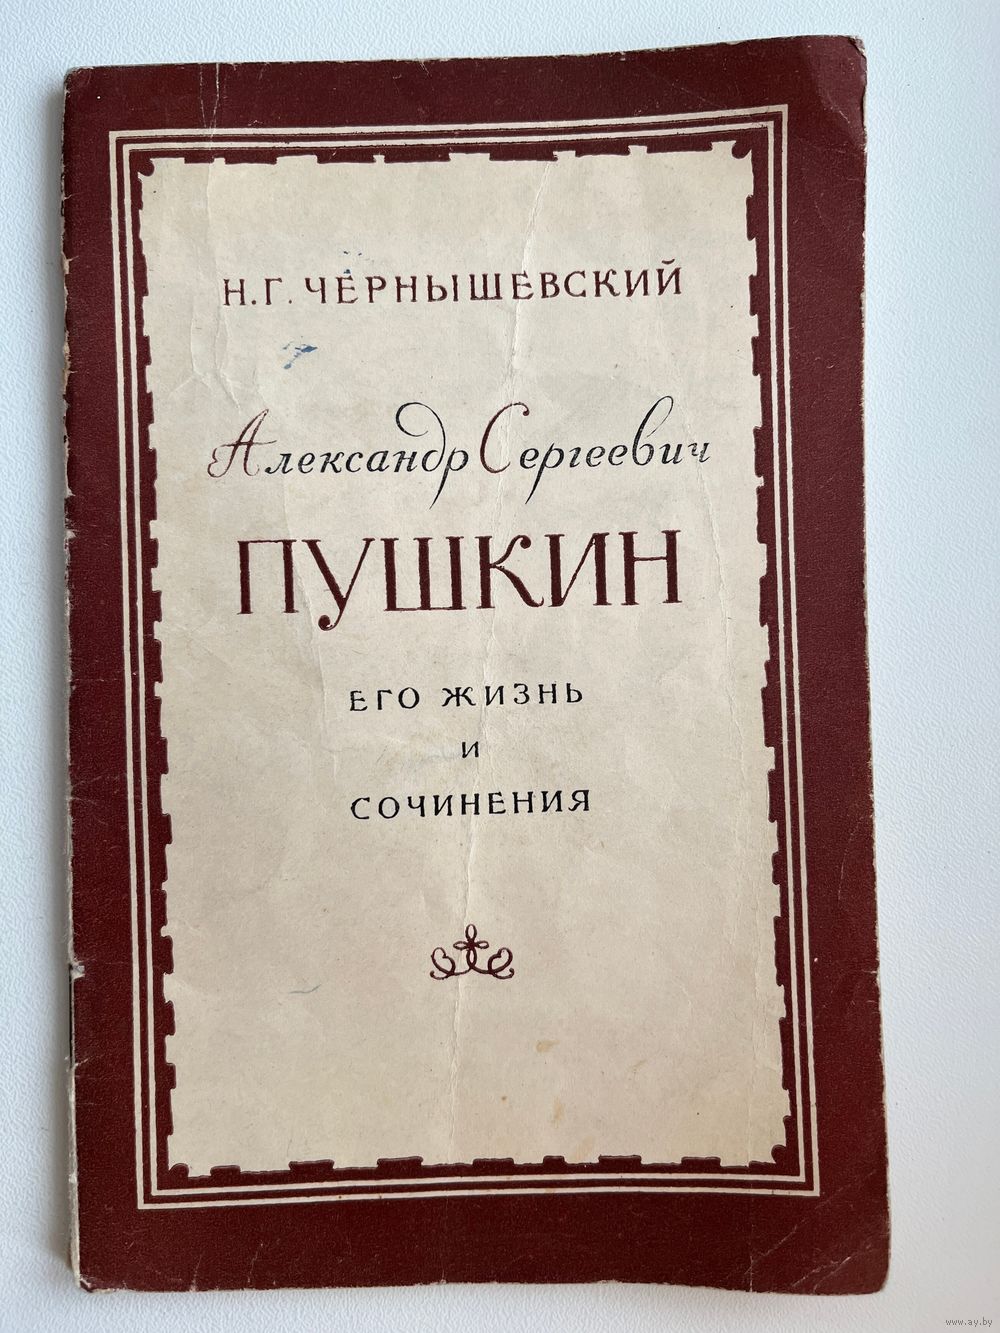 Н.Г. ЧЕРНЫШЕВСКИЙ
Александр Сергеевич
ПУШКИН
ЕГО ЖИЗНЬ
И
СОЧИНЕНИЯ
www.ay.by